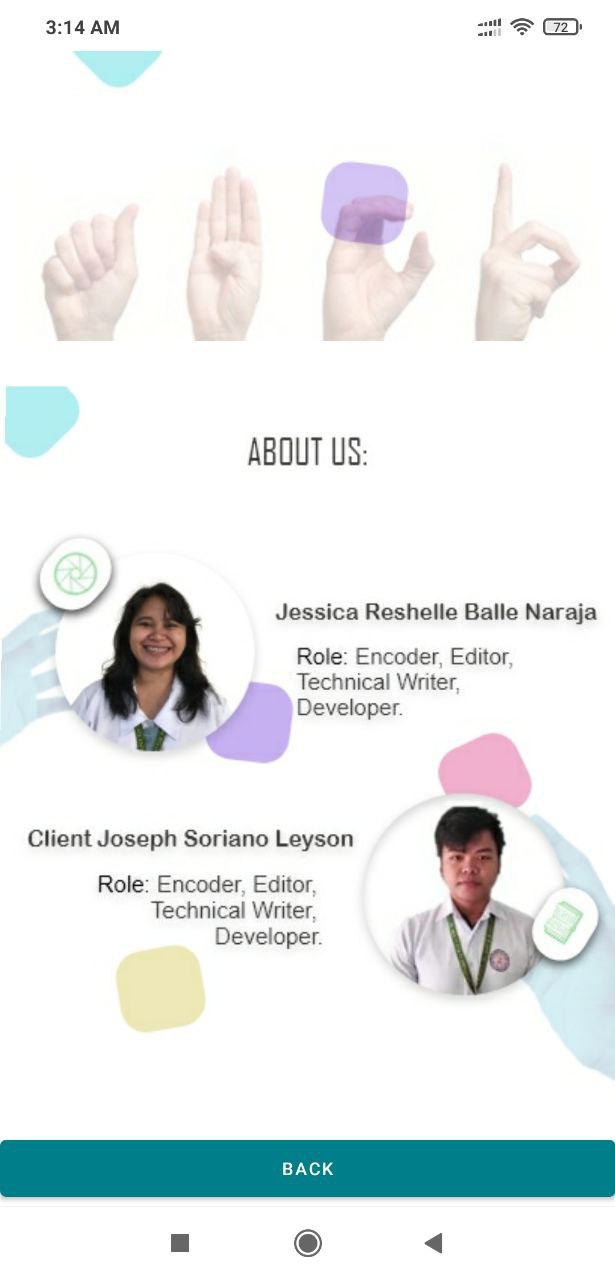 3:14 AM
72
ABOUT US:
Jessica Reshelle Balle Naraja
Role: Encoder, Editor,
Technical Writer,
Developer.
Client Joseph Soriano Leyson
Role: Encoder, Editor,
Technical Writer,
Developer.
BACK